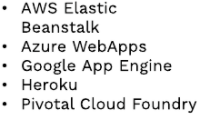 • AWS Elastic
Beanstalk
• Azure WebApps
• Google App Engine
• Heroku
• Pivotal Cloud Foundry